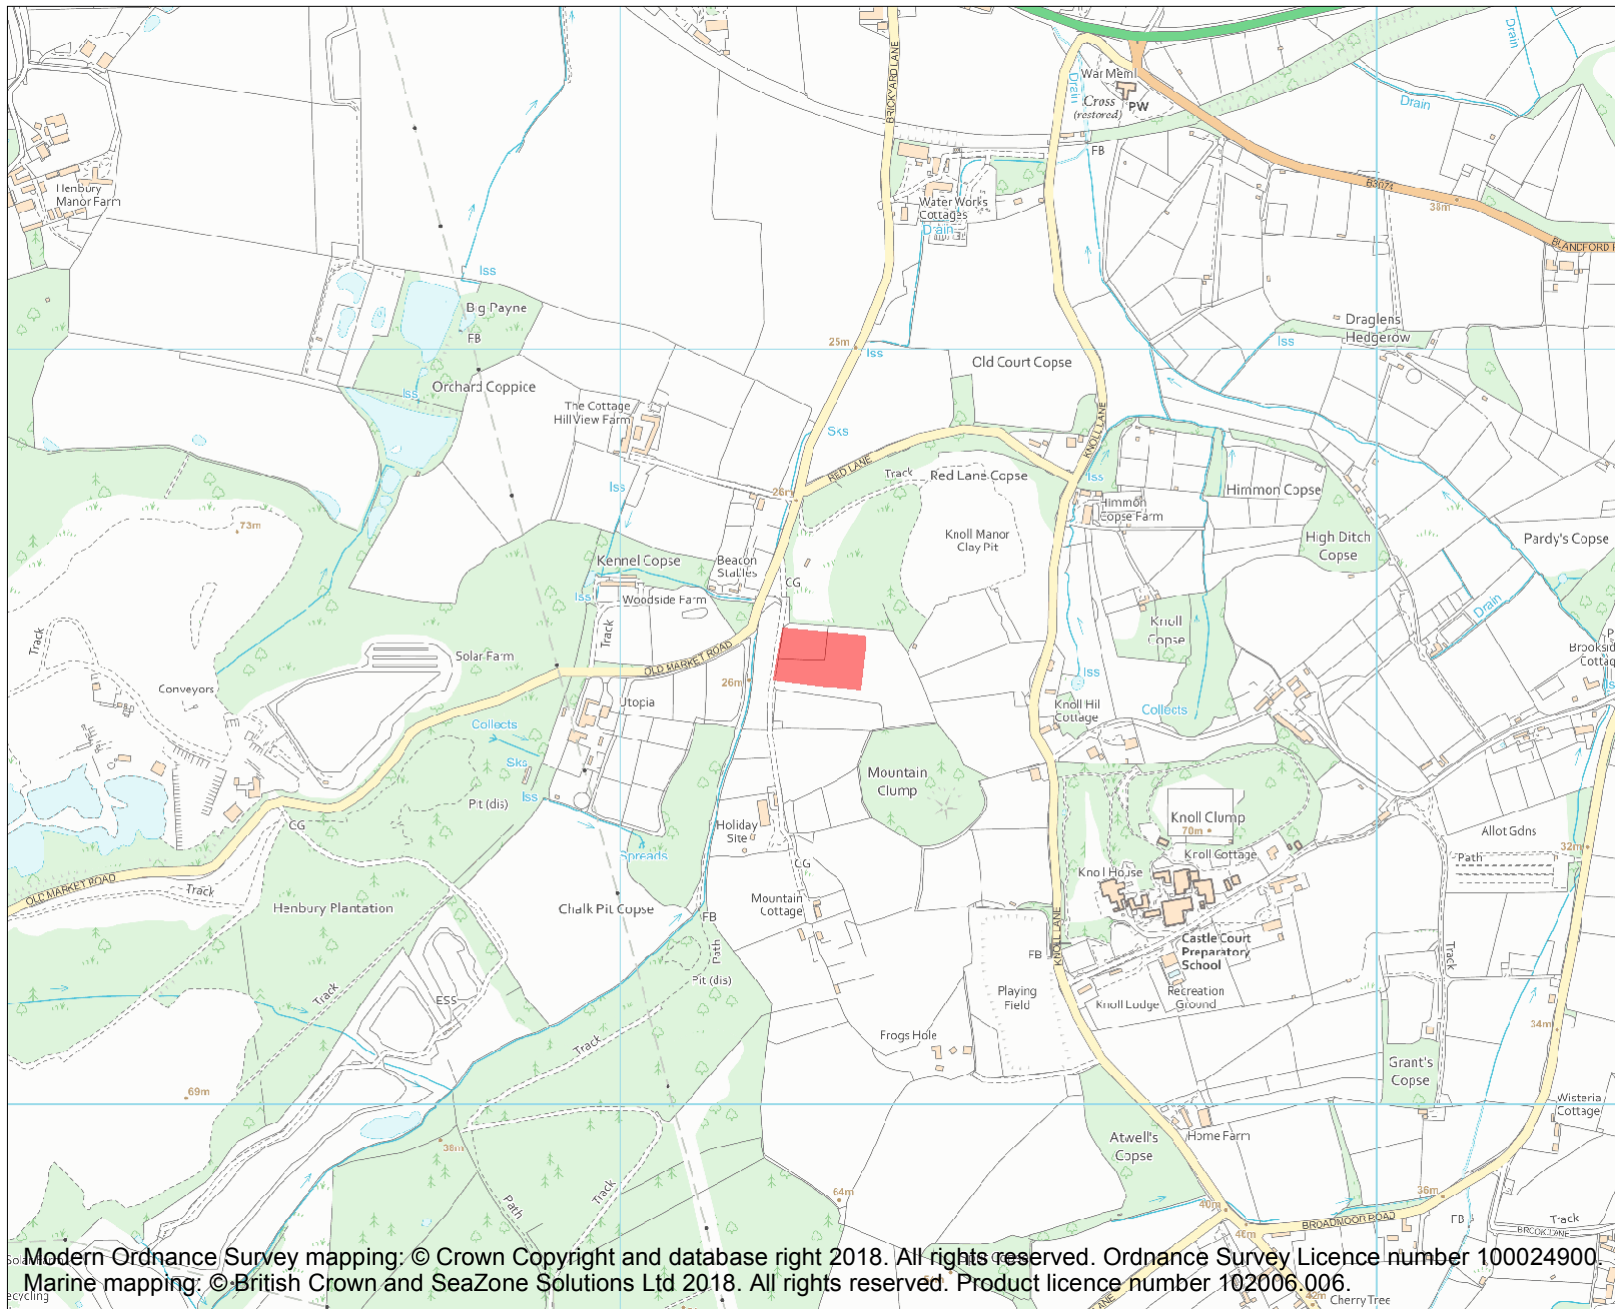 BRICKYARD LANE
War Meml
Drain
Cross
(restored)
PW
Drain
Drain
FB
B3074
38m
BLANDFORD R
Henbury
Manor Farm
Water Works
Cottages
Drain
Iss
Big Payne
FB
25m
Iss
Old Court Copse
Draglens
Hedgerow
Iss
Iss
Orchard Coppice
The Cottage
Hill View Farm
Sks
RED LANE
KNOLL LANE
Track
Red Lane Copse
Iss
Iss
26m
Himmon
Copse Farm
Himmon Copse
73m
Knoll Manor
Clay Pit
High Ditch
Copse
Pardy's Copse
Kennel Copse
Beacon
Stables
CG
Iss
Woodside Farm
Drain
Track
Track
Knoll
Copse
OLD MARKET ROAD
Solar Farm
26m
Brooksid
Cottag
Iss
Conveyors
Utopia
Iss
Collects
Knoll Hill
Cottage
Collects
Sks
Mountain
Clump
Iss
Pit (dis)
CG
Holiday
Site
Knoll Clump
70m
Allot Gdns
32m
Spreads
CG
Knoll Cottage
Path
Knoll House
OLD MARKET ROAD
Track
Henbury Plantation
Chalk Pit Copse
Mountain
Cottage
FB
Path
KNOLL LANE
FB
Castle Court
Preparatory
School
Track
Pit (dis)
ESS
Track
Playing
Field
Knoll Lodge
Recreation
Ground
34m
Track
Frogs Hole
Grant's
Copse
69m
Wisteria
Cottage
38m
Atwell's
Copse
Home Farm
Track
Path
64m
40m
36m
BROADMOOR ROAD
FB
Track
BROOK LANE
40m
Modern Ordnance Survey mapping: © Crown Copyright and database right 2018. All rights reserved. Ordnance Survey Licence number 100024900.
Marine mapping: © British Crown and SeaZone Solutions Ltd 2018. All rights reserved. Product licence number 102006.006.
ecycling
LANE
42m
Cherry Tree